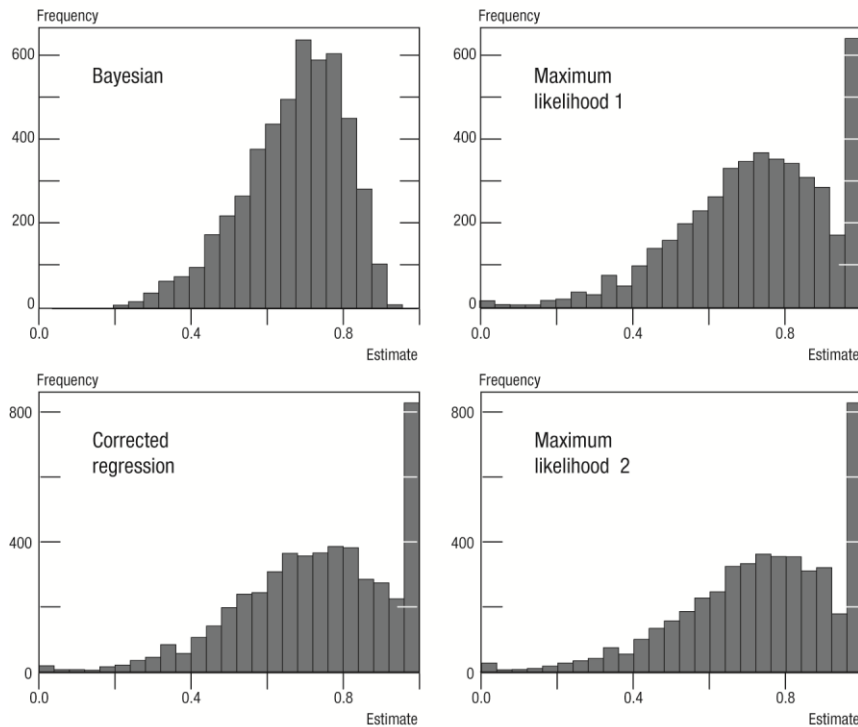 Frequency
600
400
200
0
Bayesian
0.0
0.4
0.8
Estimate
Frequency
600
400
200
0
Maximum
likelihood 1
0.0
0.4
0.8
Estimate
Frequency
800
400
0
Corrected
regression
0.0
0.4
0.8
Estimate
Frequency
800
400
0
Maximum
likelihood 2
0.0
0.4
0.8
Estimate